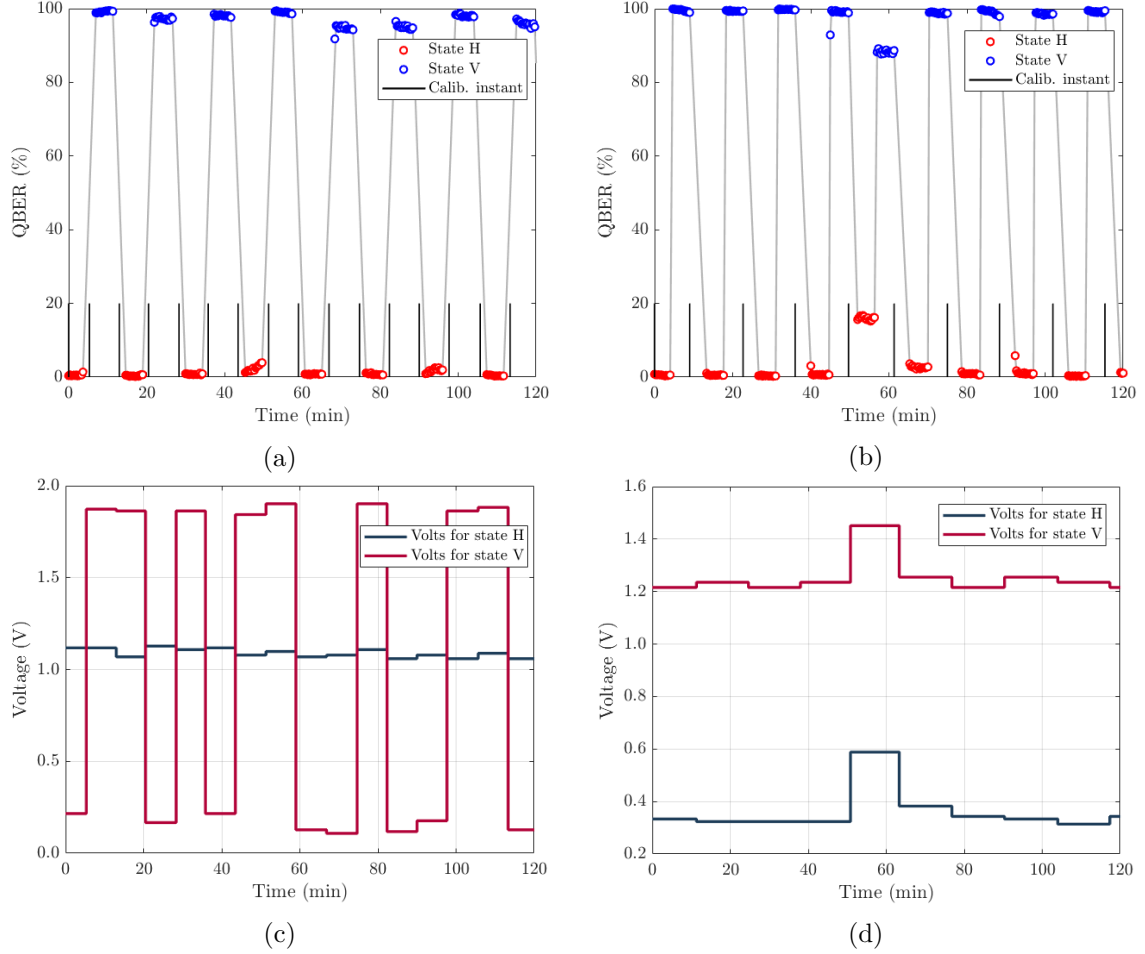 100
80
60
40
20
0
QBER (%)
State H
State V
Calib. instant
0 20 40 60 80 100 120
Time (min)
(a)
100
80
60
40
20
0
QBER (%)
State H
State V
Calib. instant
0 20 40 60 80 100 120
Time (min)
(b)
2.0
1.5
1.0
0.5
0.0
Voltage (V)
Volts for state H
Volts for state V
0 20 40 60 80 100 120
Time (min)
(c)
1.6
1.4
1.2
1.0
0.8
0.6
0.4
0.2
Voltage (V)
Volts for state H
Volts for state V
0 20 40 60 80 100 120
Time (min)
(d)